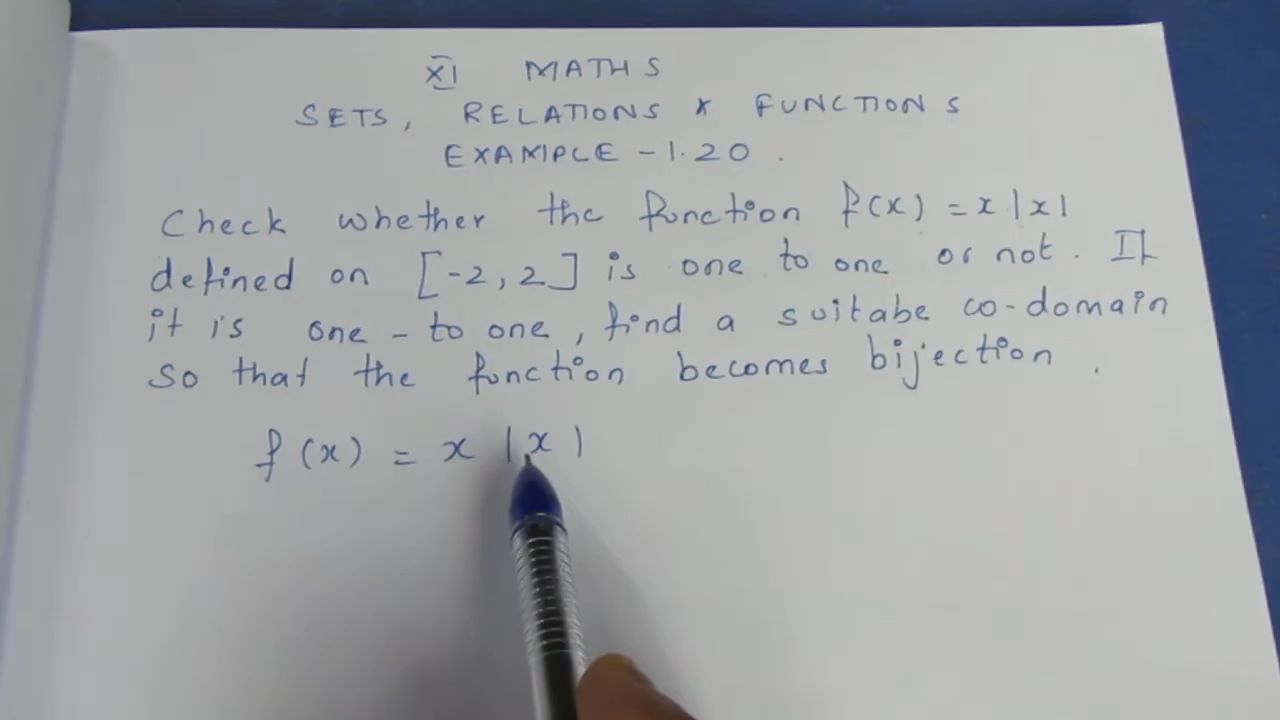 XI MATHS
SETS, RELATIONS & FUNCTIONS
EXAMPLE - 1.20.
Check whether the function f(x) = x|x|
defined on [-2, 2] is one to one or not. If
it is one - to one, find a suitabe co-domain
so that the function becomes bijection.
f(x) = x |x|